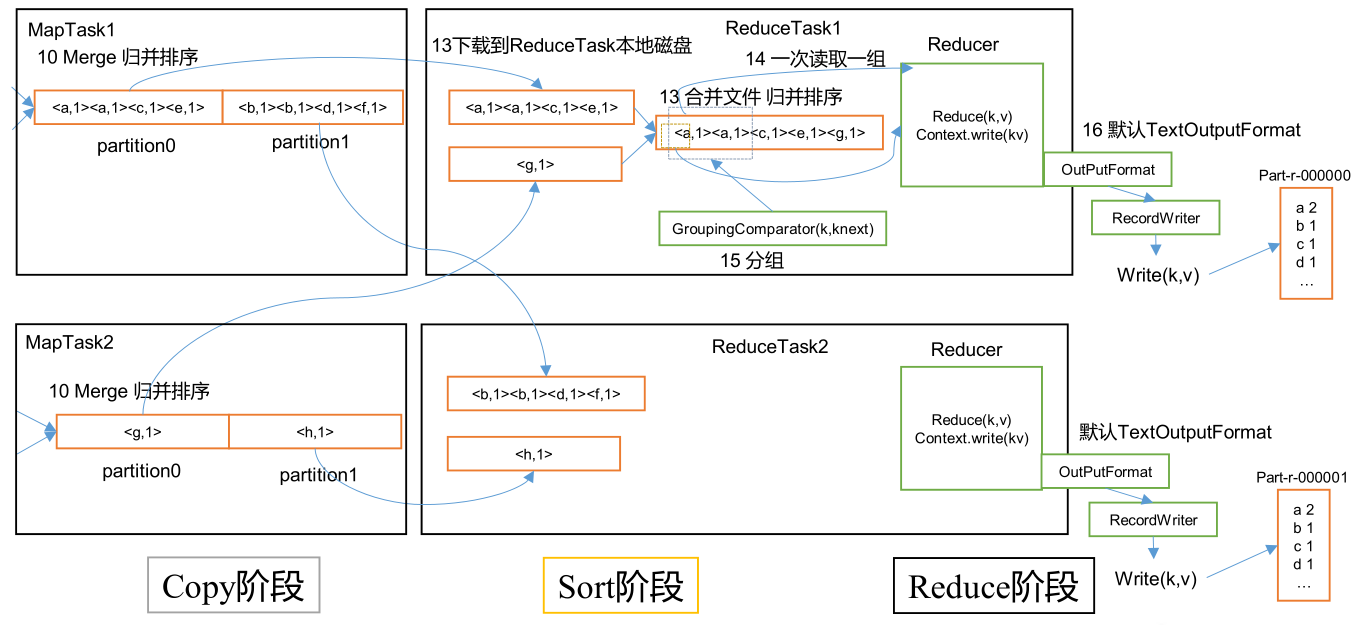 MapTask1
10 Merge 归并排序
<a,1><a,1><c,1><e,1>
<b,1><b,1><d,1><f,1>
partition0
partition1
ReduceTask1
13下载到ReduceTask本地磁盘
14 一次读取一组
Reducer
<a,1><a,1><c,1><e,1>
13 合并文件 归并排序
<g,1>
<a,1><a,1><c,1><e,1><g,1>
Reduce(k,v)
Context.write(kv)
GroupingComparator(k,knext)
15 分组
16 默认TextOutputFormat
OutPutFormat
RecordWriter
Write(k,v)
Part-r-000000
a 2
b 1
c 1
d 1
…
MapTask2
10 Merge 归并排序
<g,1>
<h,1>
partition0
partition1
ReduceTask2
Reducer
<b,1><b,1><d,1><f,1>
<h,1>
Reduce(k,v)
Context.write(kv)
默认TextOutputFormat
OutPutFormat
RecordWriter
Write(k,v)
Part-r-000001
a 2
b 1
c 1
d 1
…
Copy阶段
Sort阶段
Reduce阶段